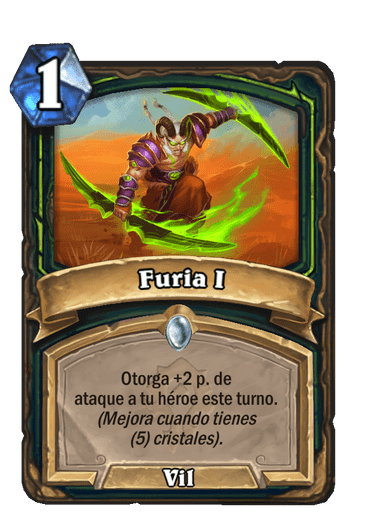 1
Furia I
Otorga +2 p. de
ataque a tu héroe este turno.
(Mejora cuando tienes
(5) cristales).
Vil